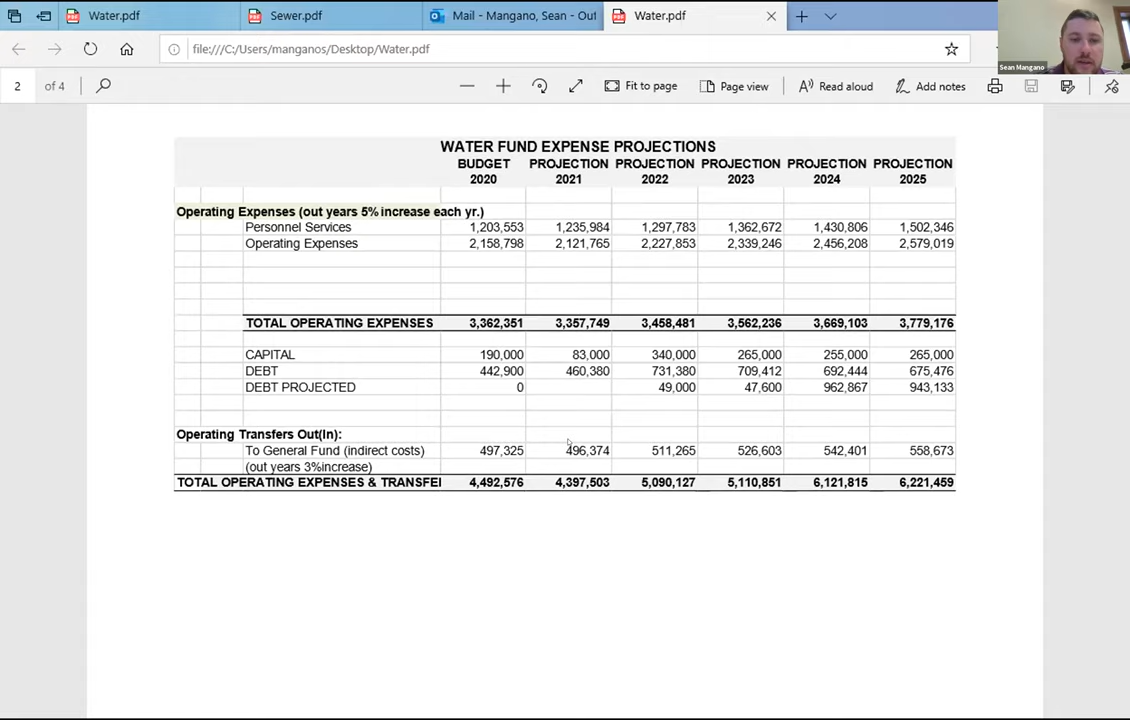 Water.pdf
Sewer.pdf
Mail - Mangano, Sean - Out
Water.pdf
file:///C:/Users/manganos/Desktop/Water.pdf
Sean Mangano
2 of 4
Fit to page
Page view
Read aloud
Add notes
WATER FUND EXPENSE PROJECTIONS
BUDGET PROJECTION PROJECTION PROJECTION PROJECTION PROJECTION
2020 2021 2022 2023 2024 2025
Operating Expenses (out years 5% increase each yr.)
Personnel Services 1,203,553 1,235,984 1,297,783 1,362,672 1,430,806 1,502,346
Operating Expenses 2,158,798 2,121,765 2,227,853 2,339,246 2,456,208 2,579,019
TOTAL OPERATING EXPENSES 3,362,351 3,357,749 3,458,481 3,562,236 3,669,103 3,779,176
CAPITAL 190,000 83,000 340,000 265,000 255,000 265,000
DEBT 442,900 460,380 731,380 709,412 692,444 675,476
DEBT PROJECTED 0 49,000 47,600 962,867 943,133
Operating Transfers Out(In):
To General Fund (indirect costs) 497,325 496,374 511,265 526,603 542,401 558,673
(out years 3%increase)
TOTAL OPERATING EXPENSES & TRANSFEI 4,492,576 4,397,503 5,090,127 5,110,851 6,121,815 6,221,459